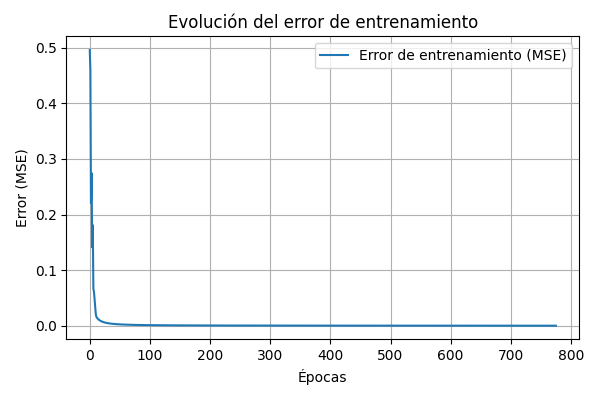 Evolución del error de entrenamiento
Error de entrenamiento (MSE)
Error (MSE)
0.5
0.4
0.3
0.2
0.1
0.0
0 100 200 300 400 500 600 700 800
Épocas